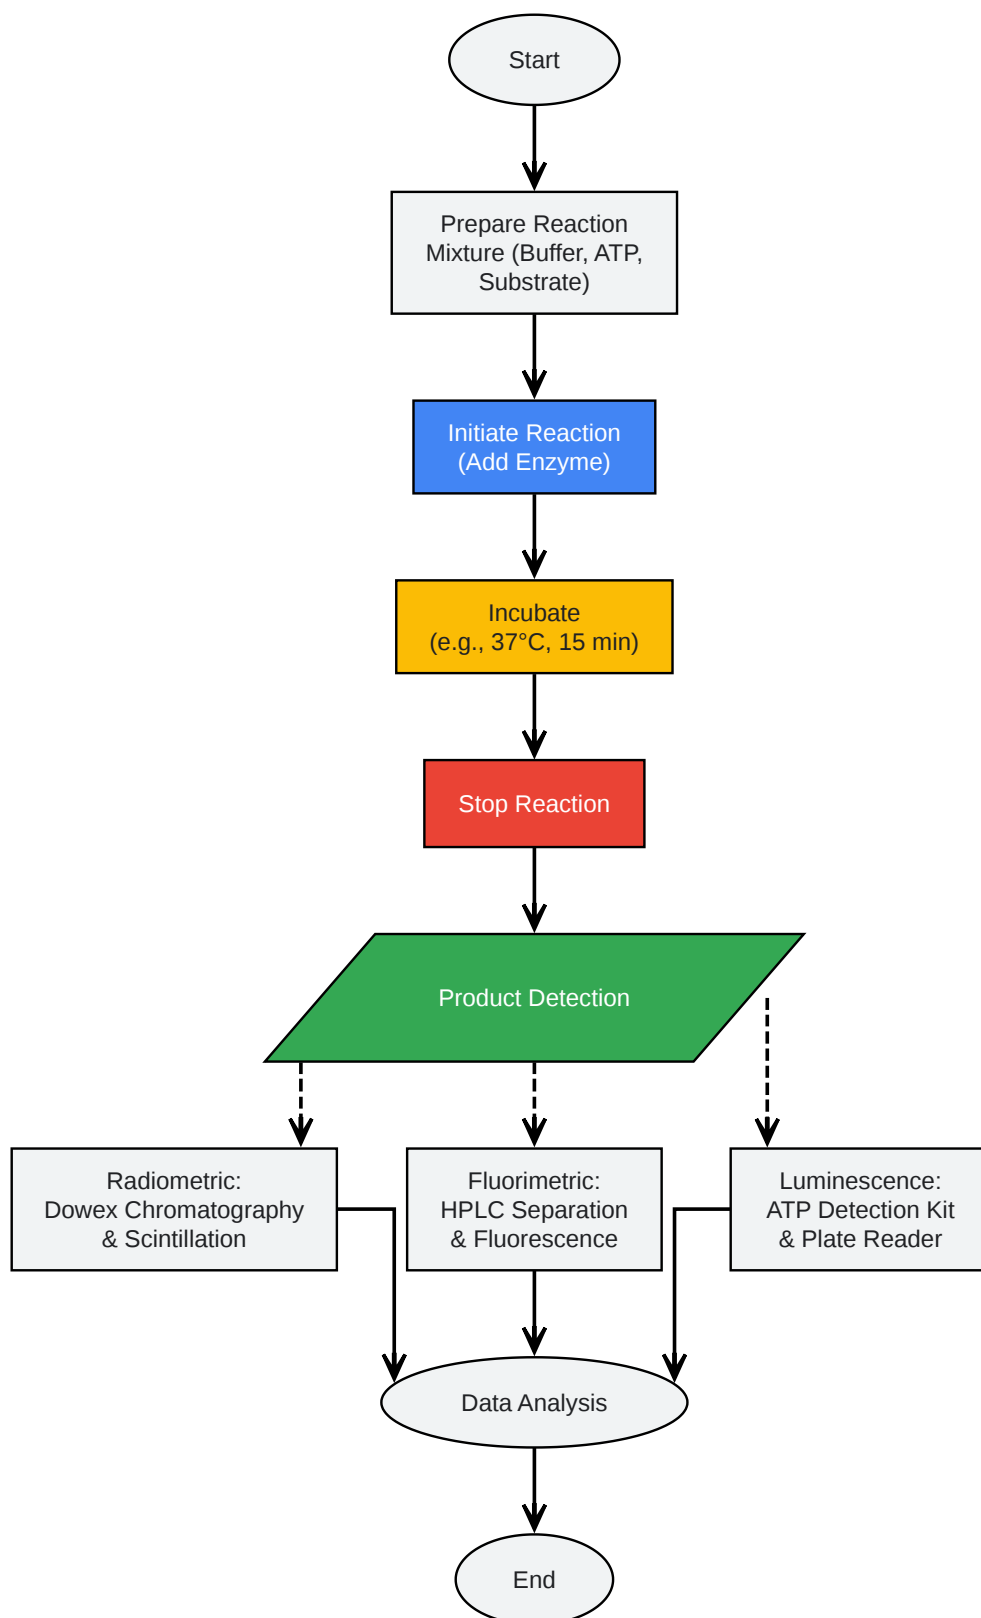 Start
Prepare Reaction
Mixture (Buffer, ATP,
Substrate)
Initiate Reaction
(Add Enzyme)
Incubate
(e.g., 37°C, 15 min)
Stop Reaction
Product Detection
Radiometric:
Dowex Chromatography
& Scintillation
Fluorimetric:
HPLC Separation
& Fluorescence
Luminescence:
ATP Detection Kit
& Plate Reader
Data Analysis
End